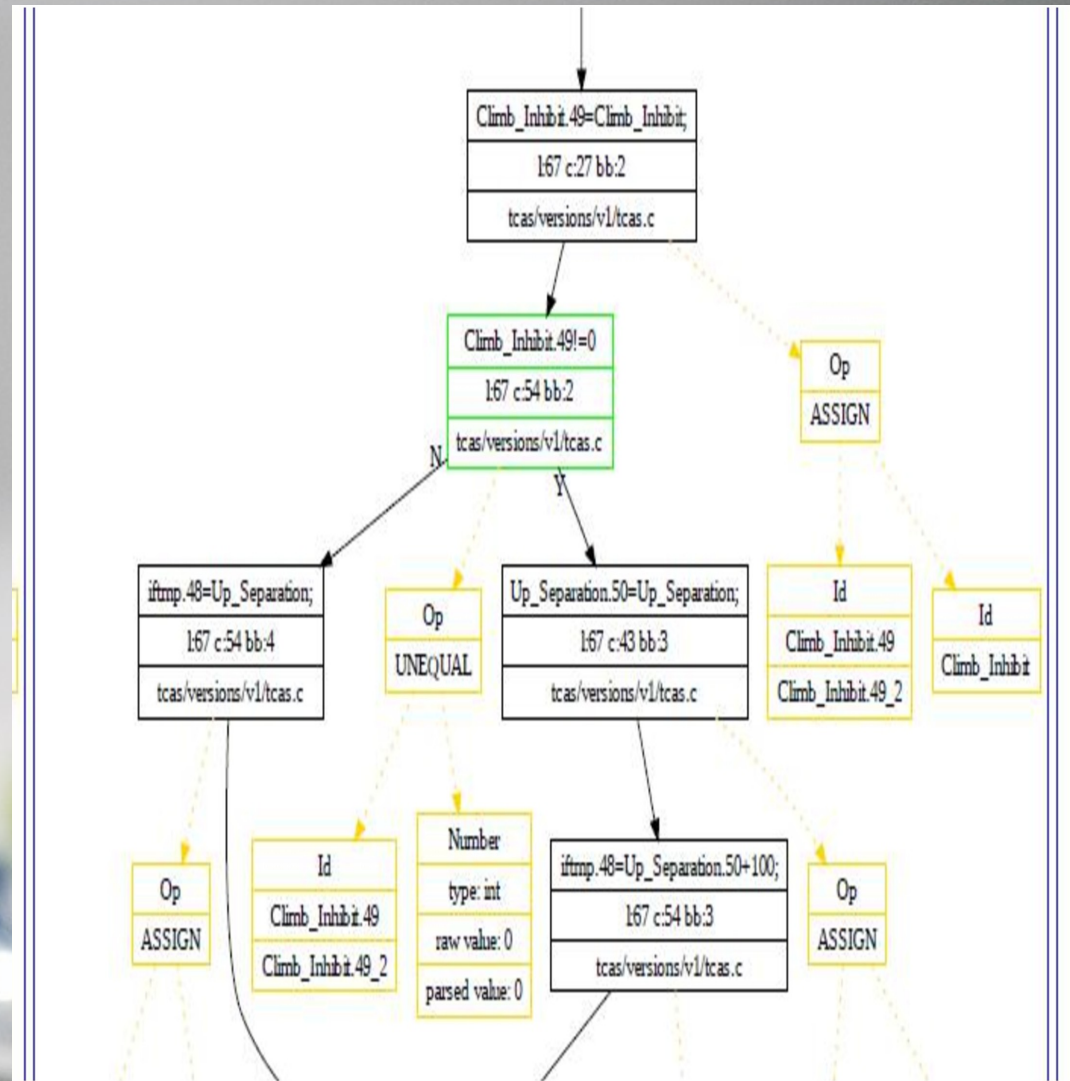 Climb_Inhibit.49=Climb_Inhibit;
l:67 c:27 bb:2
tcas/versions/v1/tcas.c
Climb_Inhibit.49!=0
l:67 c:54 bb:2
tcas/versions/v1/tcas.c
Op
ASSIGN
N
Y
iftmp.48=Up_Separation;
l:67 c:54 bb:4
tcas/versions/v1/tcas.c
Op
UNEQUAL
Up_Separation.50=Up_Separation;
l:67 c:43 bb:3
tcas/versions/v1/tcas.c
Id
Climb_Inhibit.49
Climb_Inhibit.49_2
Id
Climb_Inhibit
Op
ASSIGN
Id
Climb_Inhibit.49
Climb_Inhibit.49_2
Number
type: int
raw value: 0
parsed value: 0
iftmp.48=Up_Separation.50+100;
l:67 c:54 bb:3
tcas/versions/v1/tcas.c
Op
ASSIGN